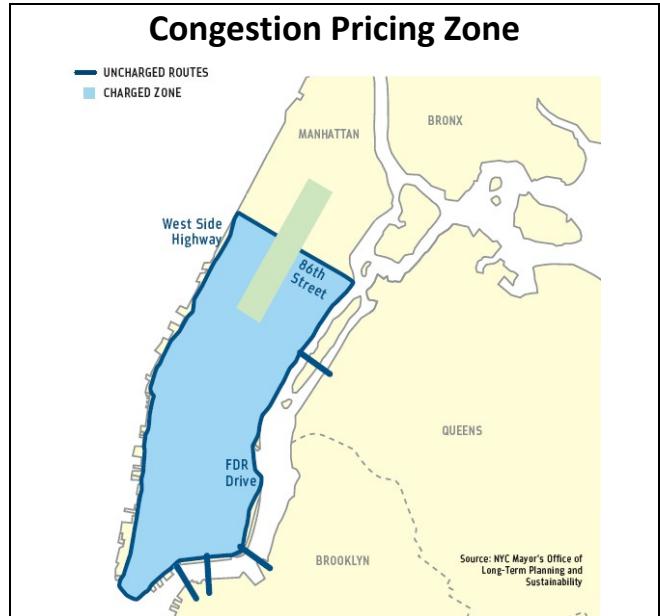 Congestion Pricing Zone
UNCHARGED ROUTES
CHARGED ZONE
BRONX
MANHATTAN
West Side
Highway
86th
Street
QUEENS
FDR
Drive
BROOKLYN
Source: NYC Mayor's Office of
Long-Term Planning and
Sustainability